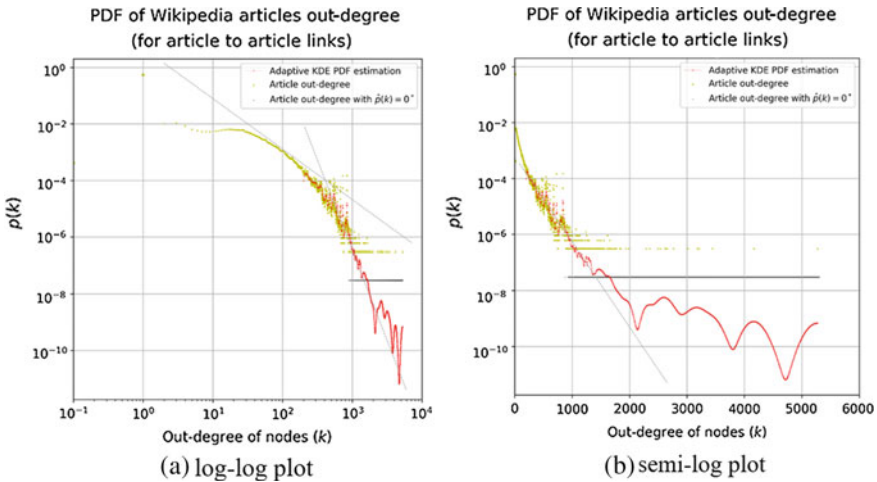 PDF of Wikipedia articles out-degree
(for article to article links)
Adaptive KDE PDF estimation
Article out-degree
Article out-degree with p̂(k)=0*
p(k)
10⁰
10⁻²
10⁻⁴
10⁻⁶
10⁻⁸
10⁻¹⁰
10⁻¹ 10⁰ 10¹ 10² 10³ 10⁴
Out-degree of nodes (k)
(a) log-log plot
PDF of Wikipedia articles out-degree
(for article to article links)
Adaptive KDE PDF estimation
Article out-degree
Article out-degree with p̂(k)=0*
p(k)
10⁰
10⁻²
10⁻⁴
10⁻⁶
10⁻⁸
10⁻¹⁰
0 1000 2000 3000 4000 5000 6000
Out-degree of nodes (k)
(b) semi-log plot